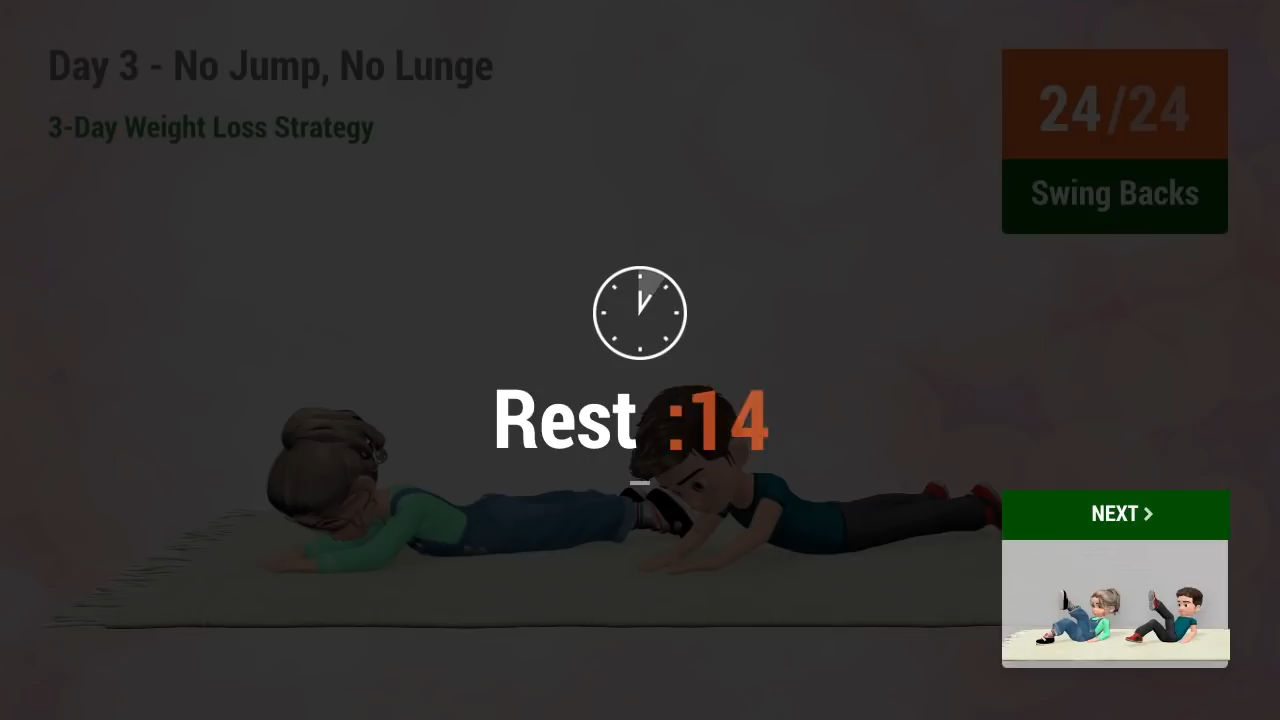 Day 3 - No Jump, No Lunge
3-Day Weight Loss Strategy
24/24
Swing Backs
Rest :14
NEXT >